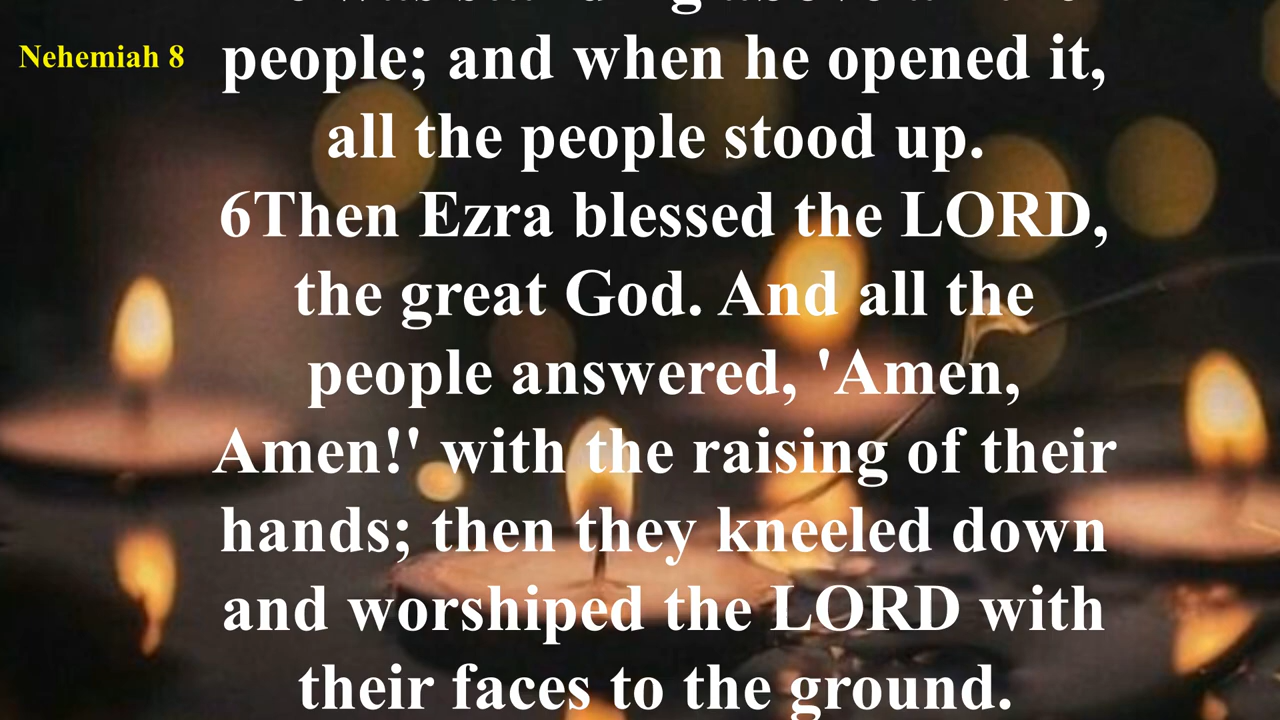 Nehemiah 8
people; and when he opened it,
all the people stood up.
6Then Ezra blessed the LORD,
the great God. And all the
people answered, 'Amen,
Amen!' with the raising of their
hands; then they kneeled down
and worshiped the LORD with
their faces to the ground.